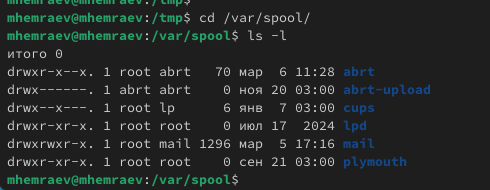 mhemraev@mhemraev:/tmp$
mhemraev@mhemraev:/tmp$ cd /var/spool/
mhemraev@mhemraev:/var/spool$ ls -l
итого 0
drwxr-x--x. 1 root abrt   70 мар  6 11:28 abrt
drwx------. 1 abrt abrt    0 ноя 20 03:00 abrt-upload
drwx--x---. 1 root lp      6 янв  7 03:00 cups
drwxr-xr-x. 1 root root    0 июл 17  2024 lpd
drwxrwxr-x. 1 root mail 1296 мар  5 17:16 mail
drwxr-xr-x. 1 root root    0 сен 21 03:00 plymouth
mhemraev@mhemraev:/var/spool$